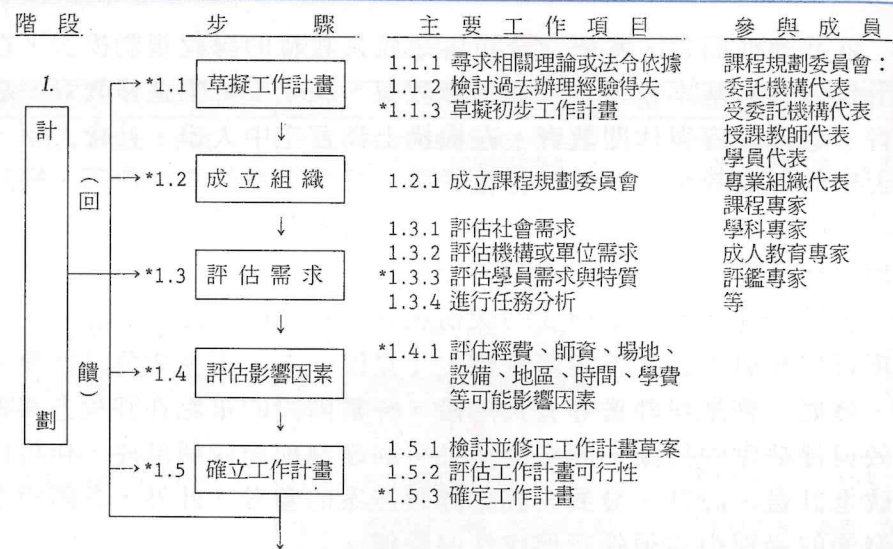 階段 步驟 主要工作項目 參與成員
1. *1.1 草擬工作計畫 1.1.1 尋求相關理論或法令依據 課程規劃委員會：
1.1.2 檢討過去辦理經驗得失 委託機構代表
*1.1.3 草擬初步工作計畫 受委託機構代表
授課教師代表
學員代表
計劃
(回饋)
*1.2 成立組織 1.2.1 成立課程規劃委員會 專業組織代表
課程專家
1.3.1 評估社會需求 學科專家
1.3.2 評估機構或單位需求 成人教育專家
*1.3 評估需求 *1.3.3 評估學員需求與特質 評鑑專家
1.3.4 進行任務分析 等
*1.4 評估影響因素 *1.4.1 評估經費、師資、場地、
設備、地區、時間、學費
等可能影響因素
1.5.1 檢討並修正工作計畫草案
*1.5 確立工作計畫 1.5.2 評估工作計畫可行性
*1.5.3 確定工作計畫